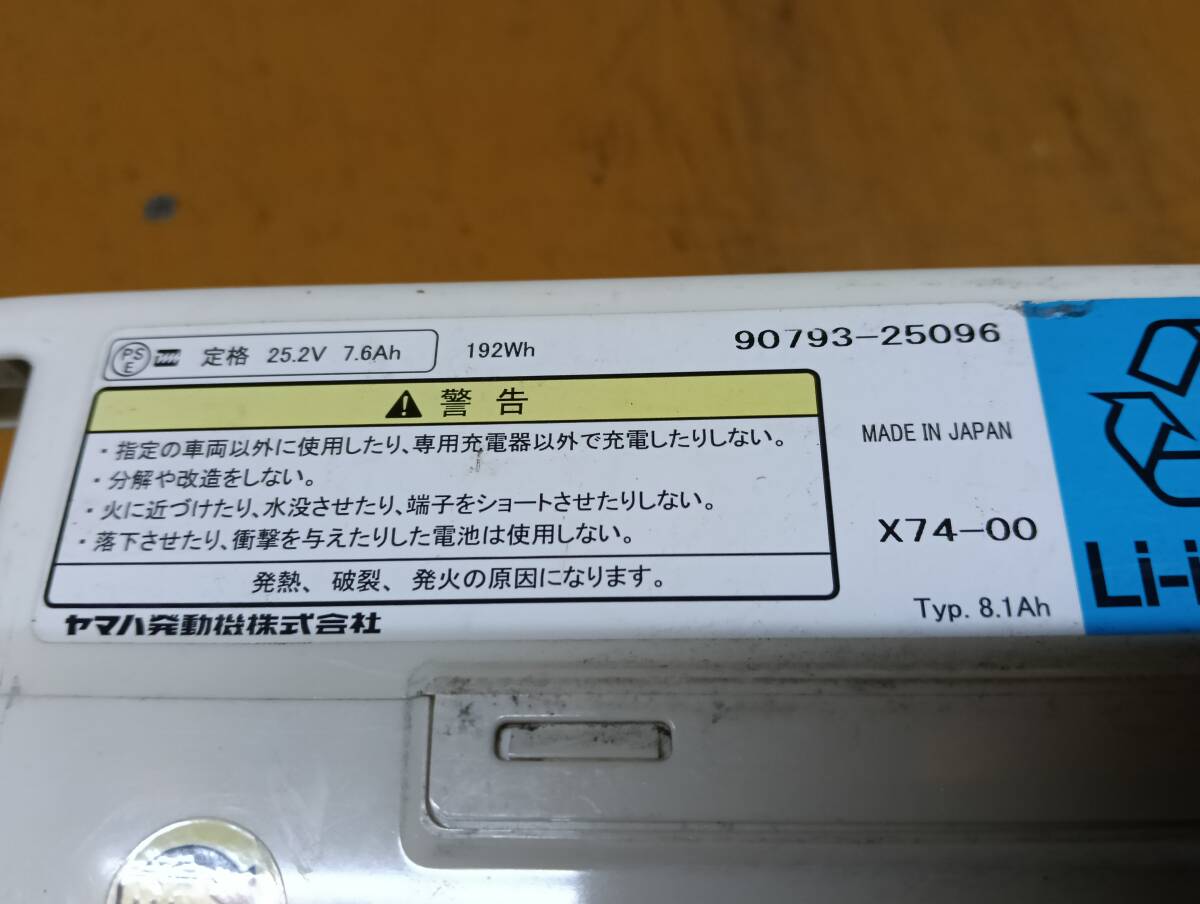 PSE 定格 25.2V 7.6Ah 192Wh
90793-25096
⚠ 警告
・指定の車両以外に使用したり、専用充電器以外で充電したりしない。
・分解や改造をしない。
・火に近づけたり、水没させたり、端子をショートさせたりしない。
・落下させたり、衝撃を与えたりした電池は使用しない。
発熱、破裂、発火の原因になります。
ヤマハ発動機株式会社
MADE IN JAPAN
X74-00
Typ. 8.1Ah
Li-i